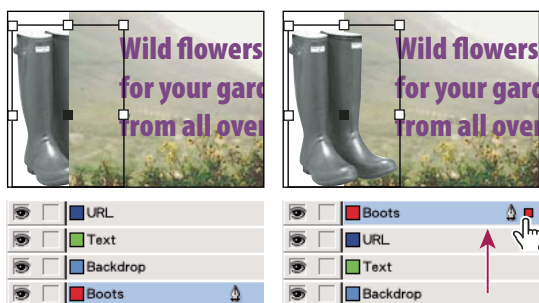 Wild flowers
for your gard
from all over
Wild flowers
for your gard
from all over
URL
Text
Backdrop
Boots
Boots
URL
Text
Backdrop